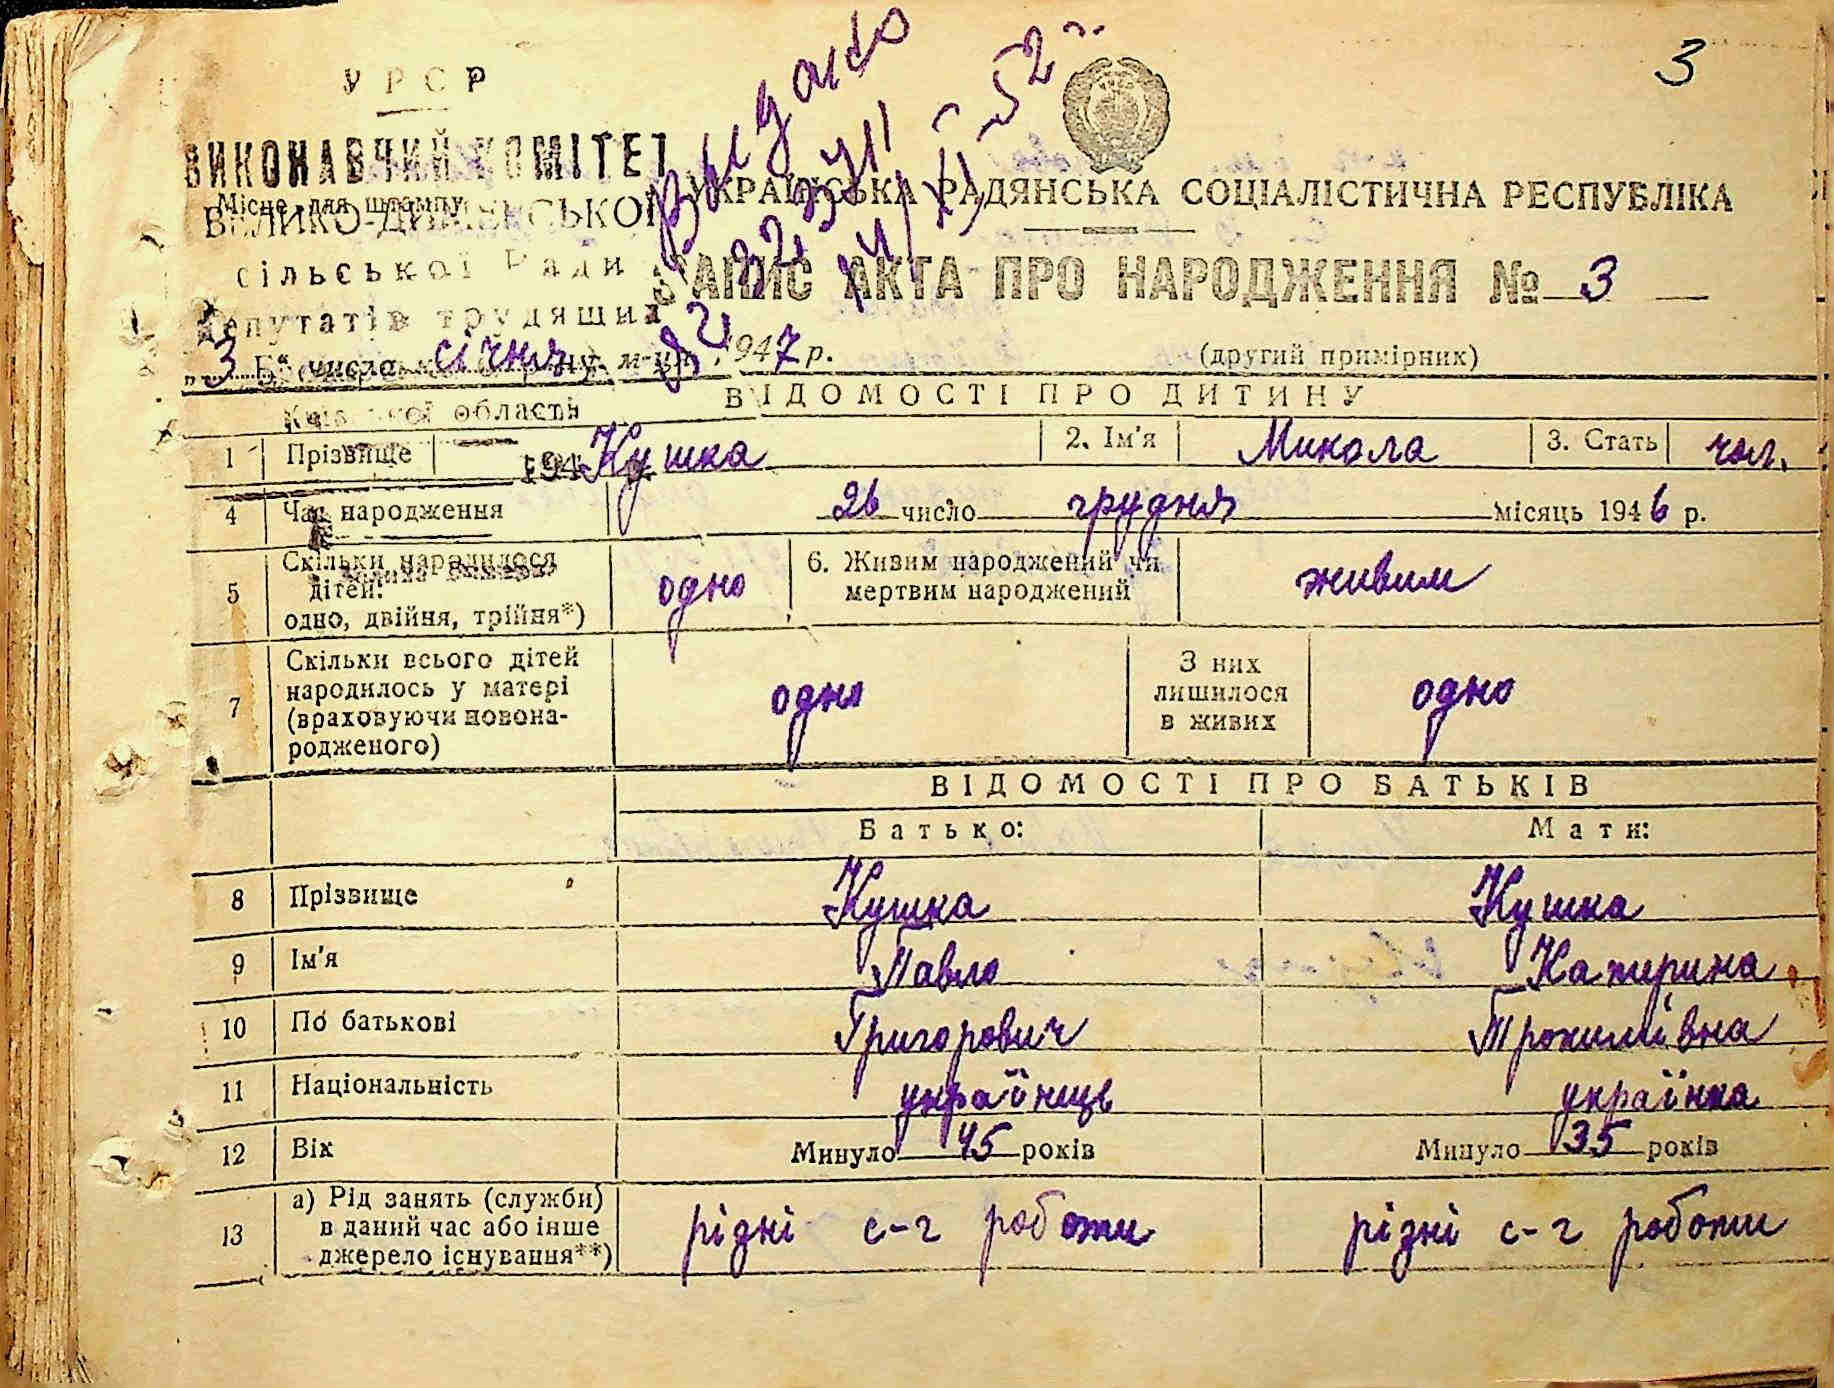 3
УРСР
ВИКОНАВЧИЙ КОМІТЕТ
Місце для штампу
ВЕЛИКО-ДИМЕРСЬКОЇ
сільської Ради
депутатів трудящих
області
194
Видано
52
УКРАЇНСЬКА РАДЯНСЬКА СОЦІАЛІСТИЧНА РЕСПУБЛІКА
ЗАПИС АКТА ПРО НАРОДЖЕННЯ № 3
„3“ числа січня м-ця 1947 р. (другий примірник)
ВІДОМОСТІ ПРО ДИТИНУ
1 Прізвище Кушка 2. Ім'я Микола 3. Стать чол.
4 Час народження 26 число грудня місяць 1946 р.
5 Скільки народилося дітей: одно, двійня, трійня*) одно 6. Живим народжений чи мертвим народжений живим
7 Скільки всього дітей народилось у матері (враховуючи новонародженого) одно З них лишилося в живих одно
ВІДОМОСТІ ПРО БАТЬКІВ
Батько: Мати:
8 Прізвище Кушка Кушка
9 Ім'я Павло Катерина
10 По батькові Григорович Трохимівна
11 Національність українець українка
12 Вік Минуло 45 років Минуло 35 років
13 а) Рід занять (служби) в даний час або інше джерело існування**) різні с-г роботи різні с-г роботи